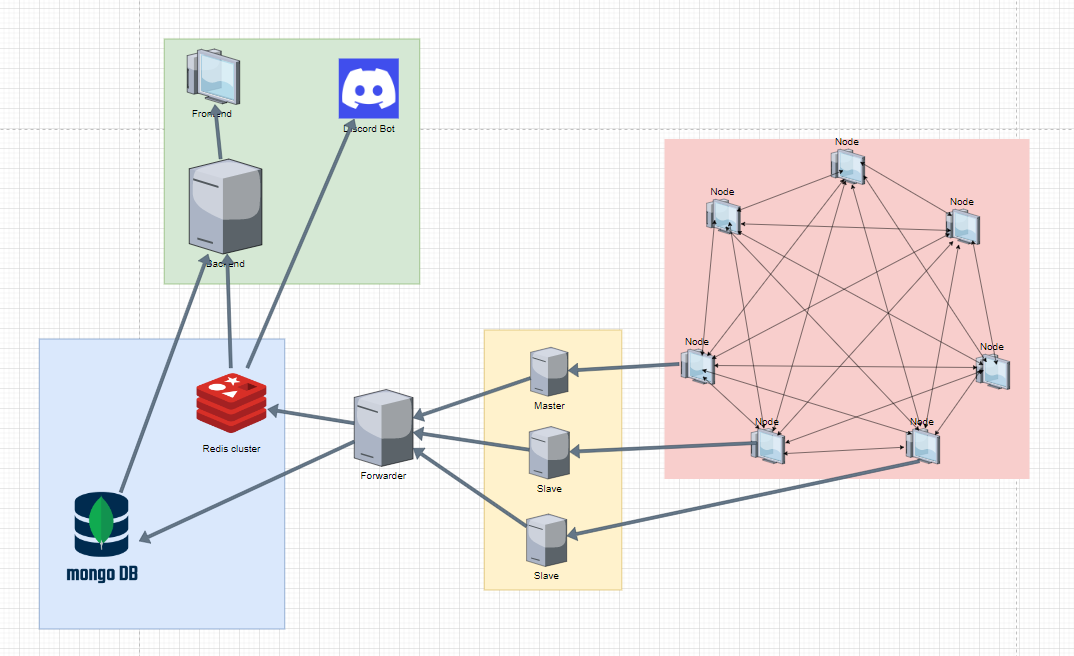 Frontend
Discord Bot
Backend
Node
Node
Node
Node
Node
Node
Node
Redis cluster
mongo DB
Forwarder
Master
Slave
Slave